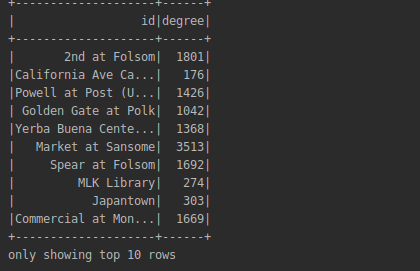 +--------------------+------+
|                  id|degree|
+--------------------+------+
|       2nd at Folsom|  1801|
|California Ave Ca...|   176|
|Powell at Post (U...|  1426|
| Golden Gate at Polk|  1042|
|Yerba Buena Cente...|  1368|
|   Market at Sansome|  3513|
|     Spear at Folsom|  1692|
|         MLK Library|   274|
|           Japantown|   303|
|Commercial at Mon...|  1669|
+--------------------+------+
only showing top 10 rows